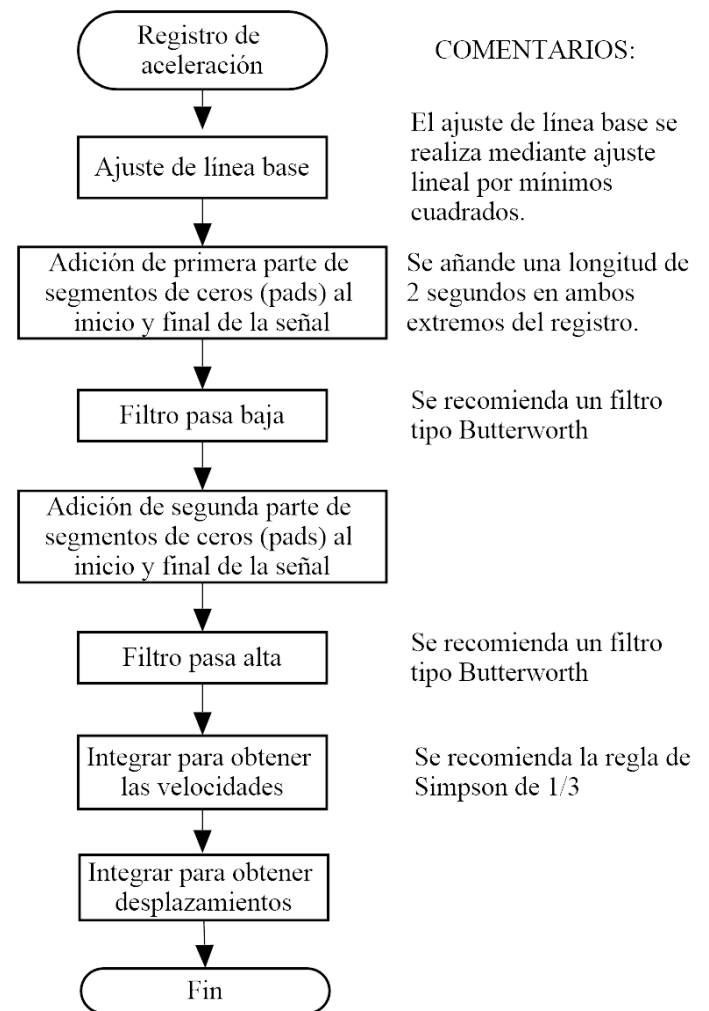 Registro de
aceleración
COMENTARIOS:
Ajuste de línea base
El ajuste de línea base se
realiza mediante ajuste
lineal por mínimos
cuadrados.
Adición de primera parte de
segmentos de ceros (pads) al
inicio y final de la señal
Se añande una longitud de
2 segundos en ambos
extremos del registro.
Filtro pasa baja
Se recomienda un filtro
tipo Butterworth
Adición de segunda parte de
segmentos de ceros (pads) al
inicio y final de la señal
Filtro pasa alta
Se recomienda un filtro
tipo Butterworth
Integrar para obtener
las velocidades
Se recomienda la regla de
Simpson de 1/3
Integrar para obtener
desplazamientos
Fin